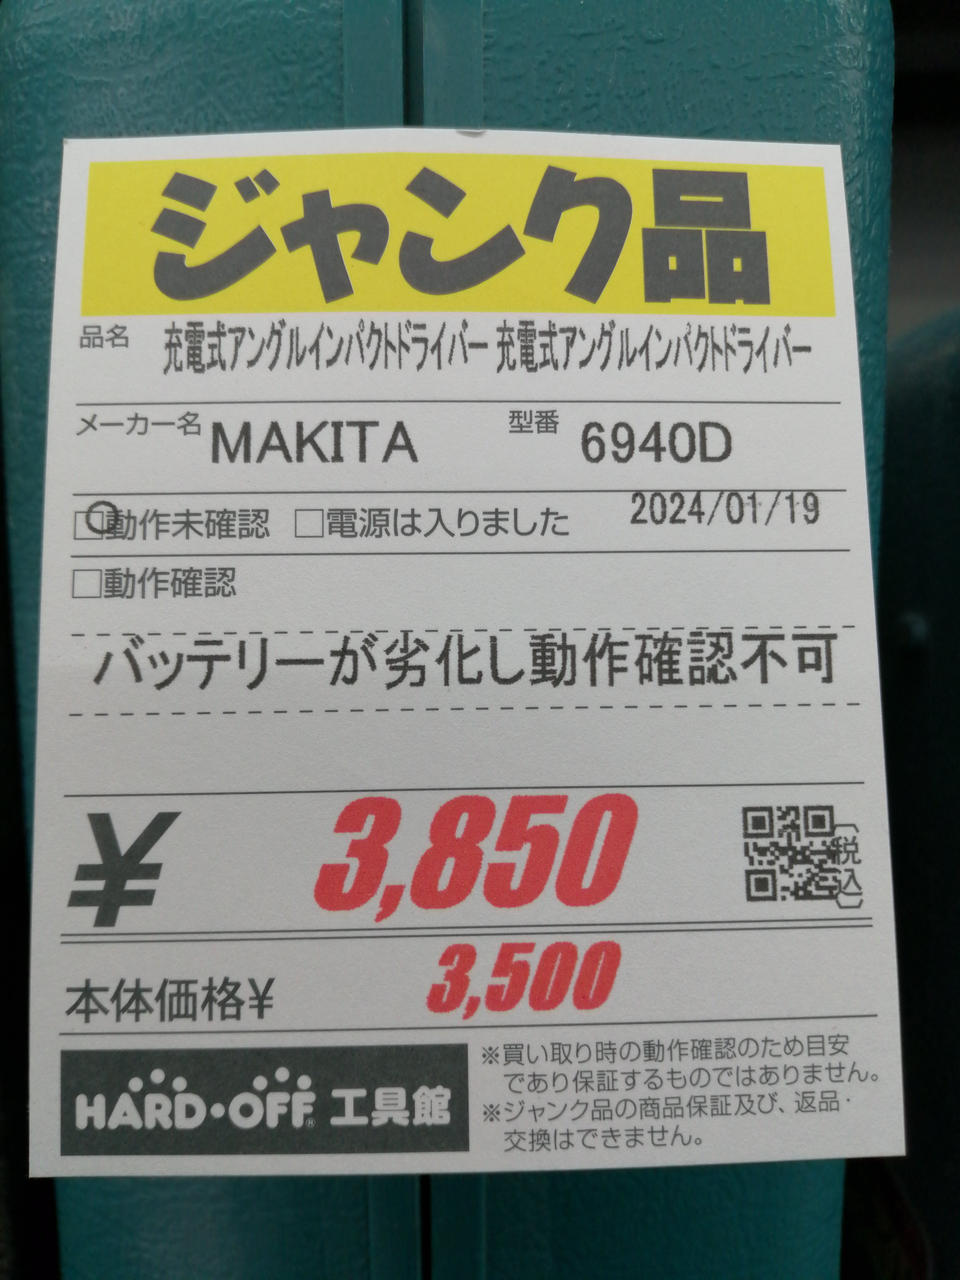 ジャンク品
品名 充電式アングルインパクトドライバー 充電式アングルインパクトドライバー
メーカー名 MAKITA 型番 6940D
□動作未確認 □電源は入りました 2024/01/19
□動作確認
バッテリーが劣化し動作確認不可
¥ 3,850 (税込)
本体価格¥ 3,500
HARD・OFF® 工具館
※買い取り時の動作確認のため目安
であり保証するものではありません。
※ジャンク品の商品保証及び、返品・
交換はできません。